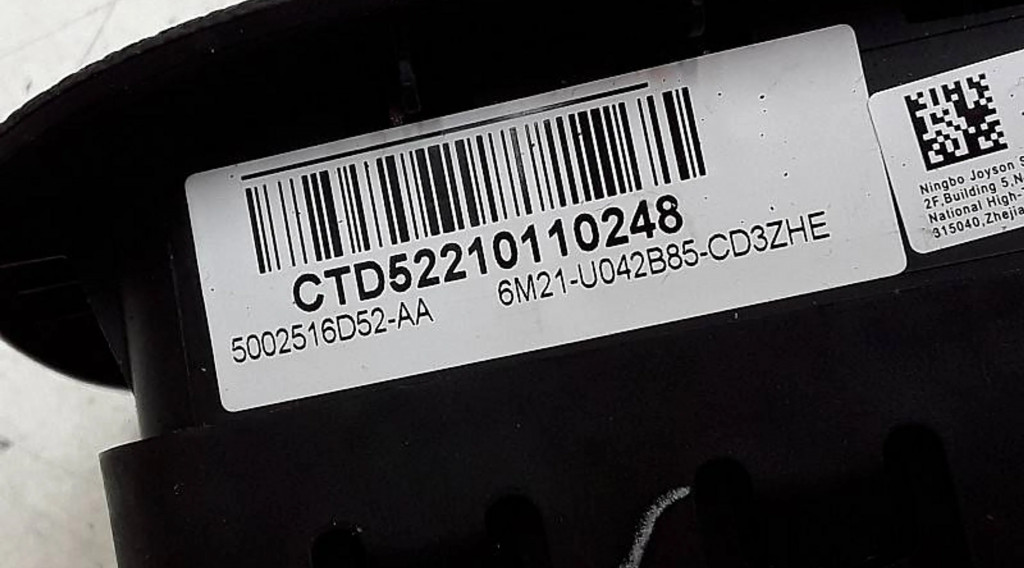 CTD52210110248
5002516D52-AA 6M21-U042B85-CD3ZHE
Ningbo Joyson
2F,Building 5,N
National High-
315040,Zhejia